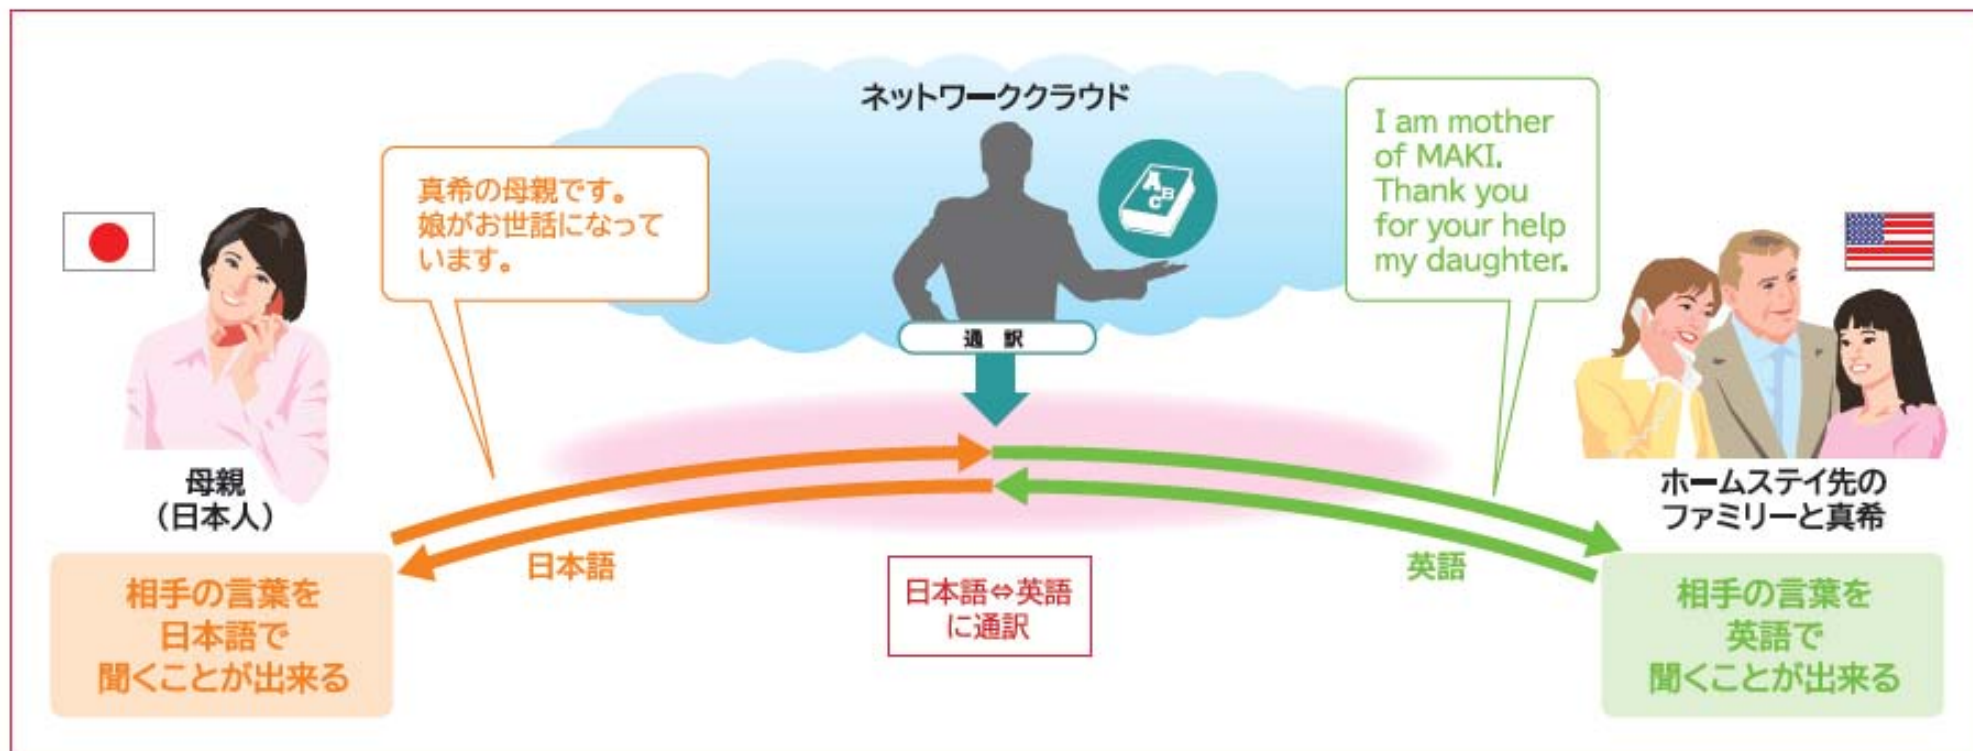 ネットワーククラウド
真希の母親です。
娘がお世話になって
います。
I am mother
of MAKI.
Thank you
for your help
my daughter.
A
B
C
通 訳
母親
（日本人）
ホームステイ先の
ファミリーと真希
日本語
英語
日本語⇔英語
に通訳
相手の言葉を
日本語で
聞くことが出来る
相手の言葉を
英語で
聞くことが出来る